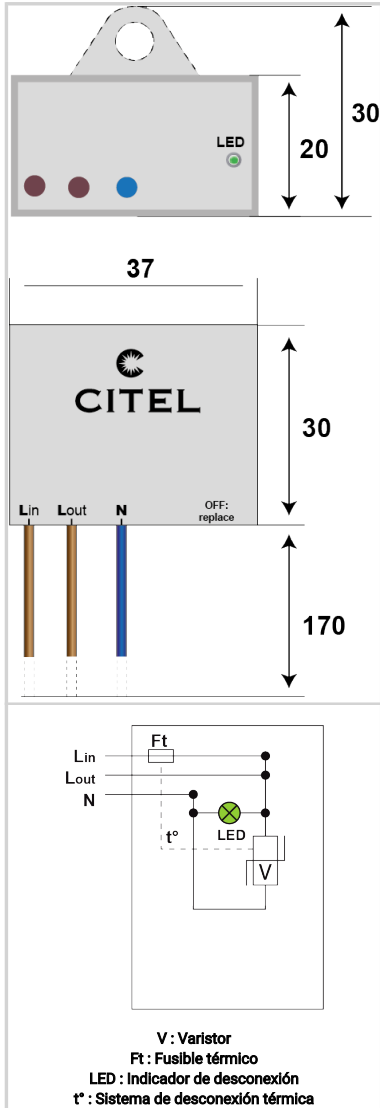 30
LED
20
37
CITEL
30
Lin Lout N OFF:
replace
170
Ft
Lin
Lout
N
t° LED
V
V : Varistor
Ft : Fusible térmico
LED : Indicador de desconexión
t° : Sistema de desconexión térmica